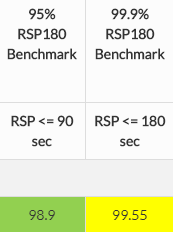 95% 99.9%
RSP180 RSP180
Benchmark Benchmark
RSP <= 90 RSP <= 180
sec sec
98.9 99.55